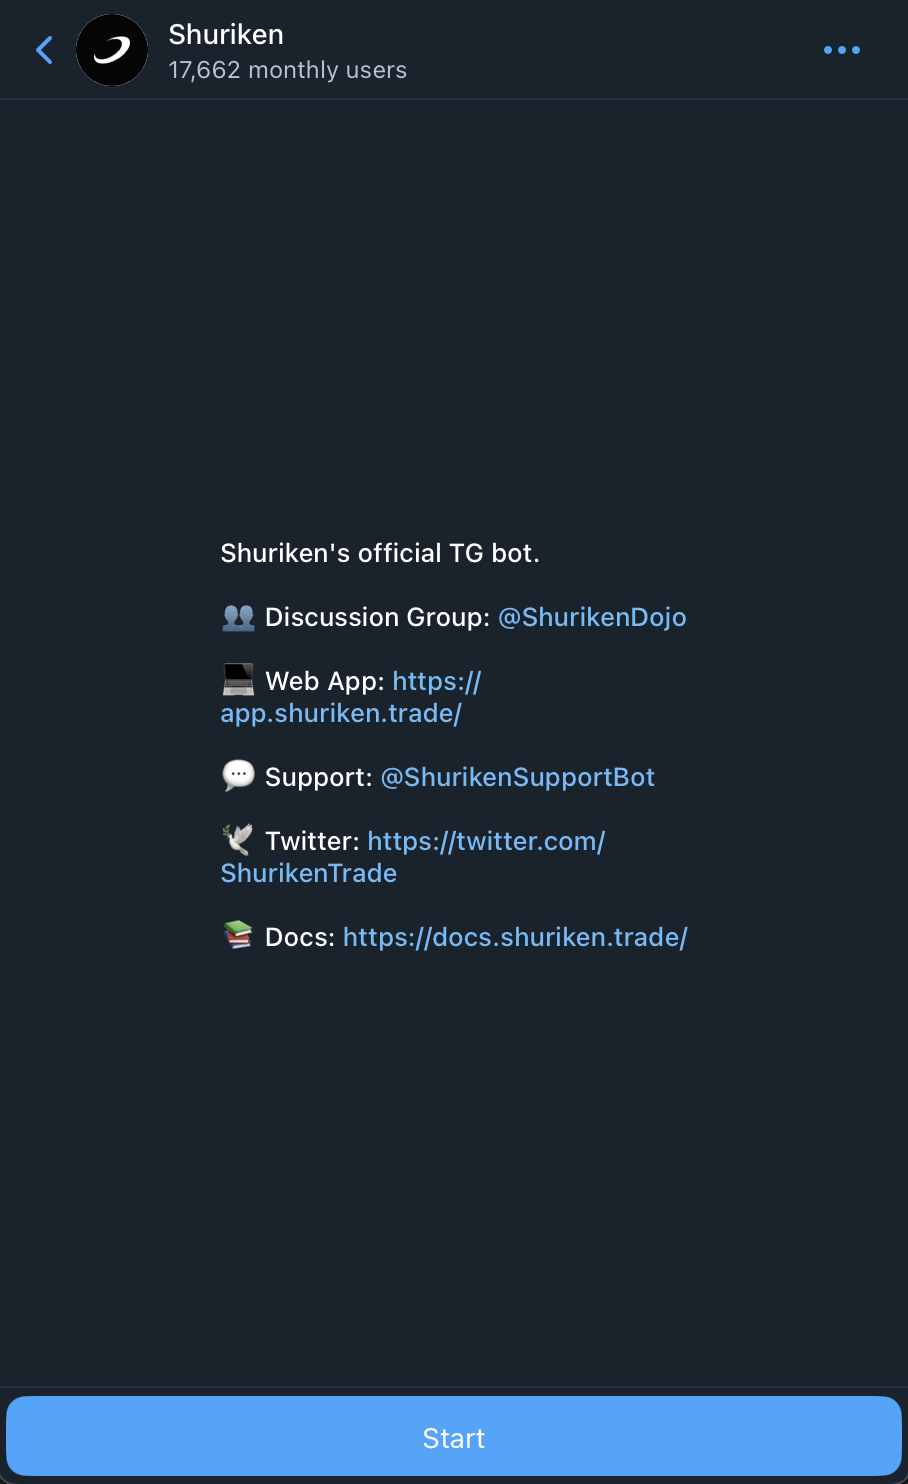 Shuriken
17,662 monthly users
Shuriken's official TG bot.
👥 Discussion Group: @ShurikenDojo
💻 Web App: https://
app.shuriken.trade/
💬 Support: @ShurikenSupportBot
🕊 Twitter: https://twitter.com/
ShurikenTrade
📚 Docs: https://docs.shuriken.trade/
Start